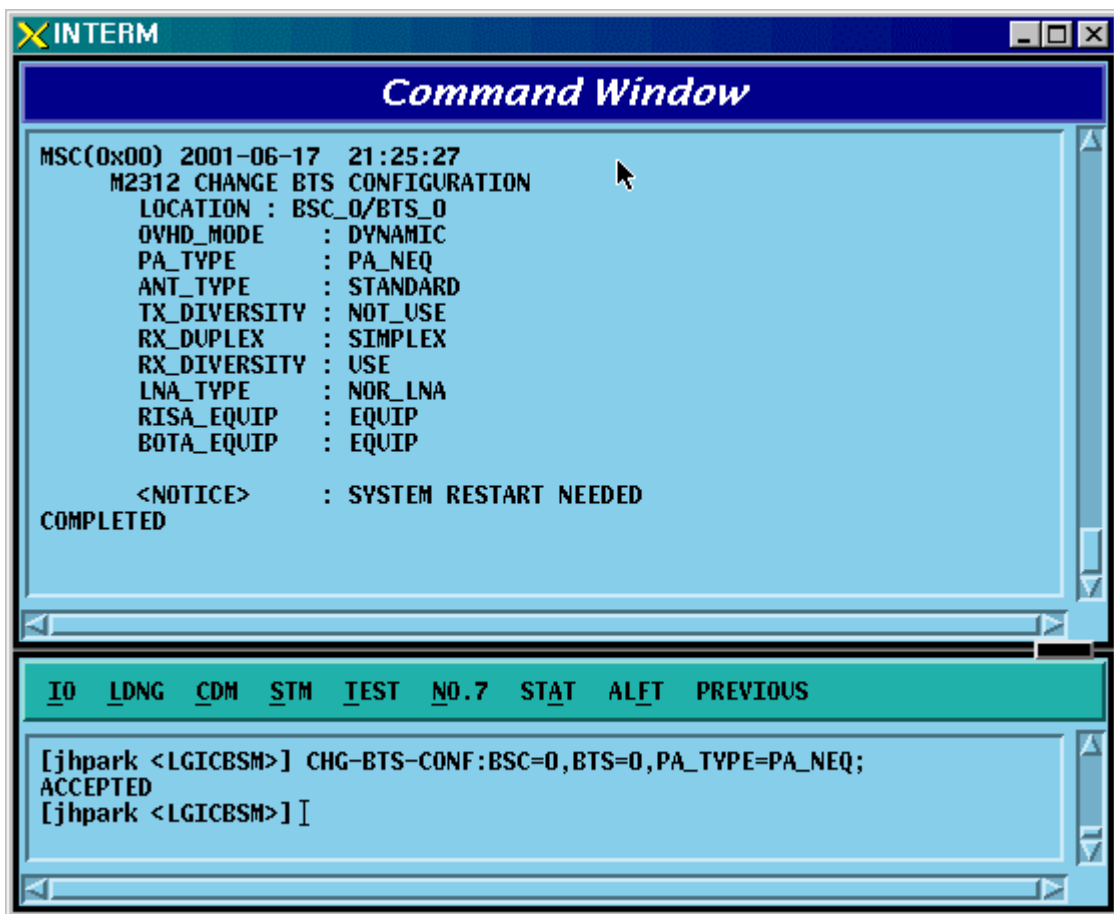 INTERM
Command Window
MSC(0x00) 2001-06-17 21:25:27
M2312 CHANGE BTS CONFIGURATION
LOCATION : BSC_0/BTS_0
OVHD_MODE : DYNAMIC
PA_TYPE : PA_NEQ
ANT_TYPE : STANDARD
TX_DIVERSITY : NOT_USE
RX_DUPLEX : SIMPLEX
RX_DIVERSITY : USE
LNA_TYPE : NOR_LNA
RISA_EQUIP : EQUIP
BOTA_EQUIP : EQUIP
<NOTICE> : SYSTEM RESTART NEEDED
COMPLETED
IO LDNG CDM STM TEST NO.7 STAT ALFT PREVIOUS
[jhpark <LGICBSM>] CHG-BTS-CONF:BSC=0,BTS=0,PA_TYPE=PA_NEQ;
ACCEPTED
[jhpark <LGICBSM>]